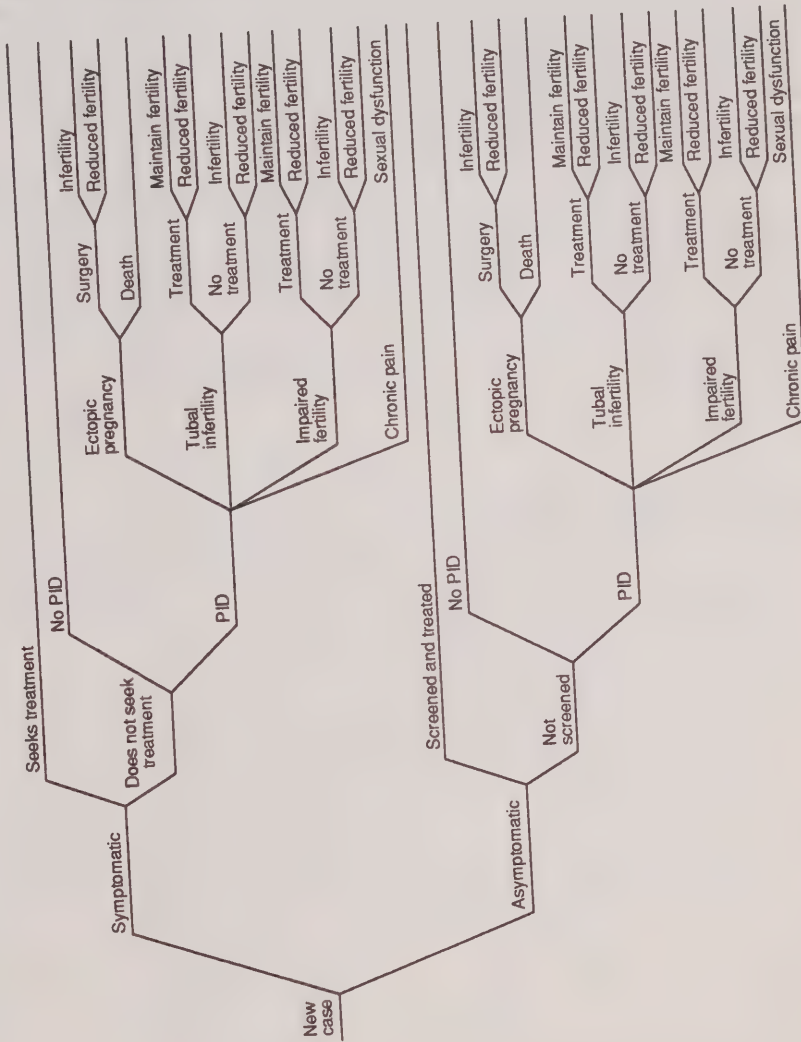 New
case
Symptomatic
Seeks treatment
Does not seek
treatment
No PID
PID
Ectopic
pregnancy
Surgery
Infertility
Reduced fertility
Death
Tubal
infertility
Treatment
Maintain fertility
Reduced fertility
No
treatment
Infertility
Reduced fertility
Impaired
fertility
Treatment
Maintain fertility
Reduced fertility
No
treatment
Infertility
Reduced fertility
Chronic pain
Sexual dysfunction
Asymptomatic
Screened and treated
Not
screened
No PID
PID
Ectopic
pregnancy
Surgery
Infertility
Reduced fertility
Death
Tubal
infertility
Treatment
Maintain fertility
Reduced fertility
No
treatment
Infertility
Reduced fertility
Impaired
fertility
Treatment
Maintain fertility
Reduced fertility
No
treatment
Infertility
Reduced fertility
Chronic pain
Sexual dysfunction